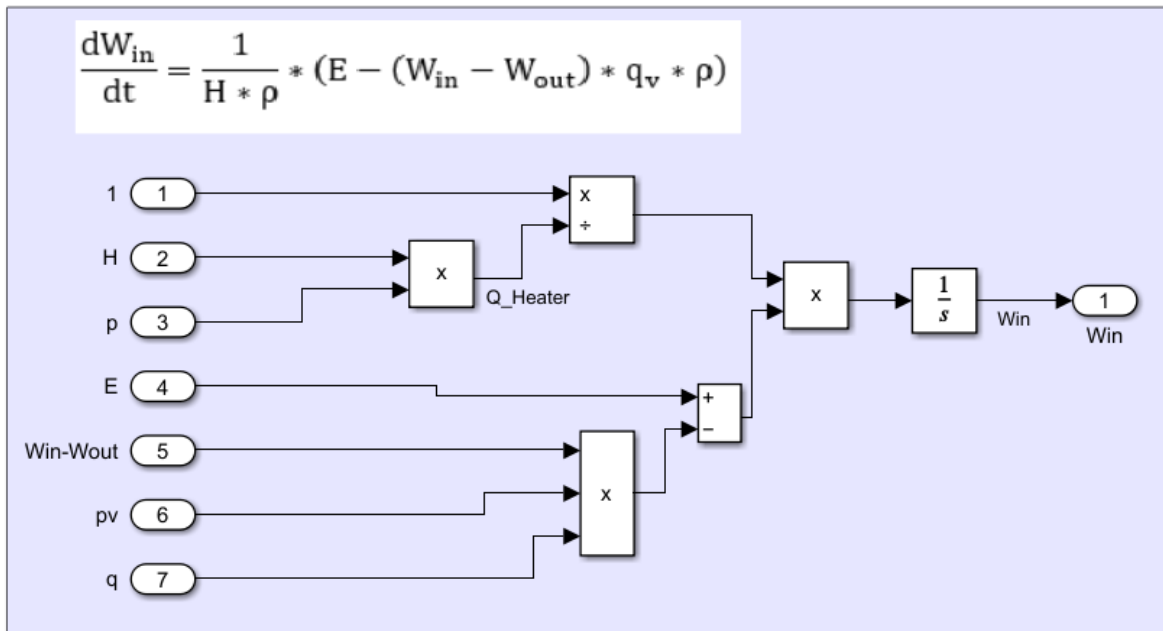 dW_in/dt = 1/(H * ρ) * (E − (W_in − W_out) * q_v * ρ)
1 1
H 2
p 3
E 4
Win-Wout 5
pv 6
q 7
x
÷
x
Q_Heater
x
+
−
x
1/s
Win
1
Win